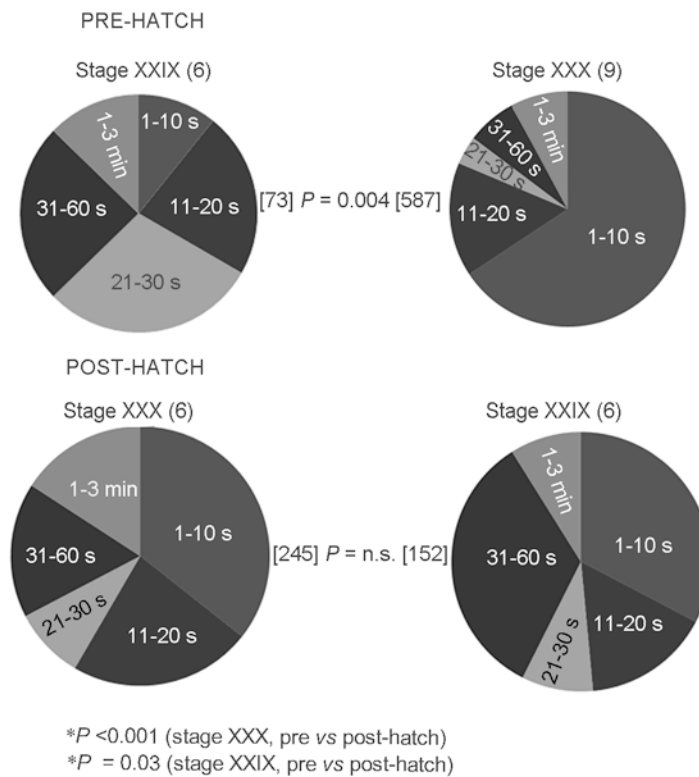 PRE-HATCH
Stage XXIX (6)
1-3 min
1-10 s
31-60 s
11-20 s
21-30 s
[73] P = 0.004 [587]
Stage XXX (9)
1-3 min
31-60 s
21-30 s
11-20 s
1-10 s
POST-HATCH
Stage XXX (6)
1-3 min
1-10 s
31-60 s
21-30 s
11-20 s
[245] P = n.s. [152]
Stage XXIX (6)
1-3 min
1-10 s
31-60 s
11-20 s
21-30 s
*P <0.001 (stage XXX, pre vs post-hatch)
*P = 0.03 (stage XXIX, pre vs post-hatch)